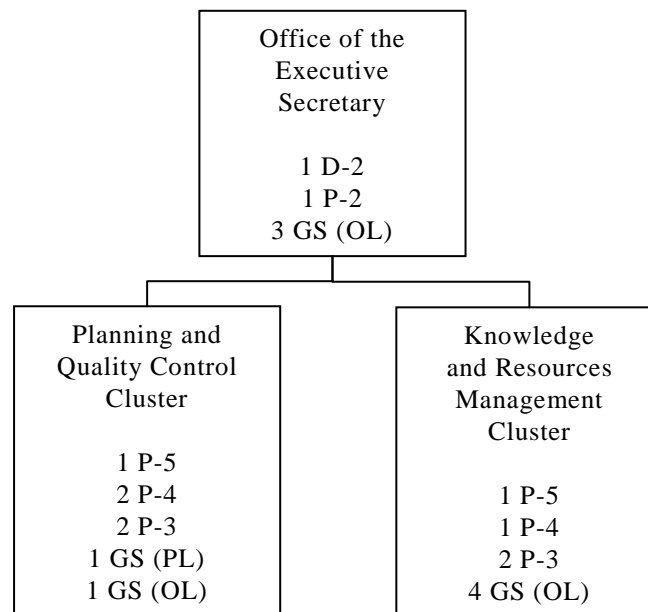 Office of the
Executive
Secretary
1 D-2
1 P-2
3 GS (OL)
Planning and
Quality Control
Cluster
1 P-5
2 P-4
2 P-3
1 GS (PL)
1 GS (OL)
Knowledge
and Resources
Management
Cluster
1 P-5
1 P-4
2 P-3
4 GS (OL)